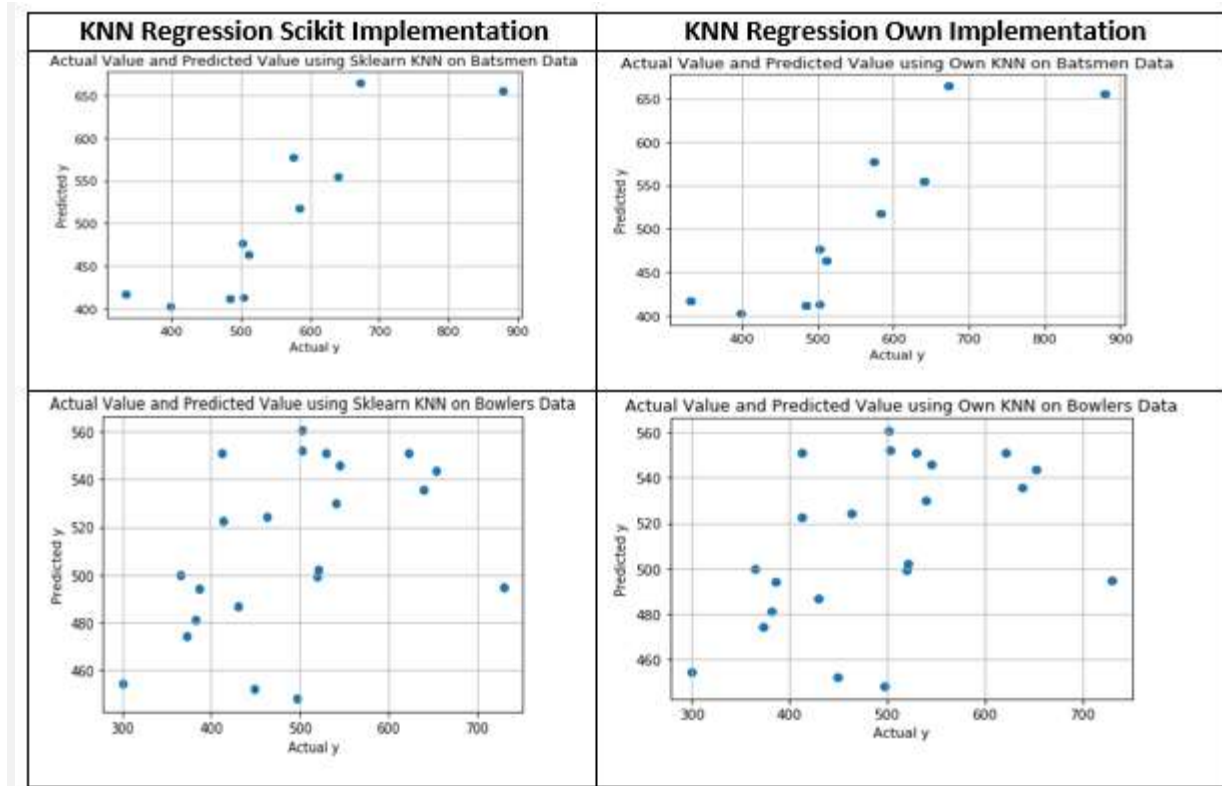 KNN Regression Scikit Implementation
KNN Regression Own Implementation
Actual Value and Predicted Value using Sklearn KNN on Batsmen Data
650
600
550
500
450
400
Predicted y
400 500 600 700 800 900
Actual y
Actual Value and Predicted Value using Own KNN on Batsmen Data
650
600
550
500
450
400
Predicted y
400 500 600 700 800 900
Actual y
Actual Value and Predicted Value using Sklearn KNN on Bowlers Data
560
540
520
500
480
460
Predicted y
300 400 500 600 700
Actual y
Actual Value and Predicted Value using Own KNN on Bowlers Data
560
540
520
500
480
460
Predicted y
300 400 500 600 700
Actual y